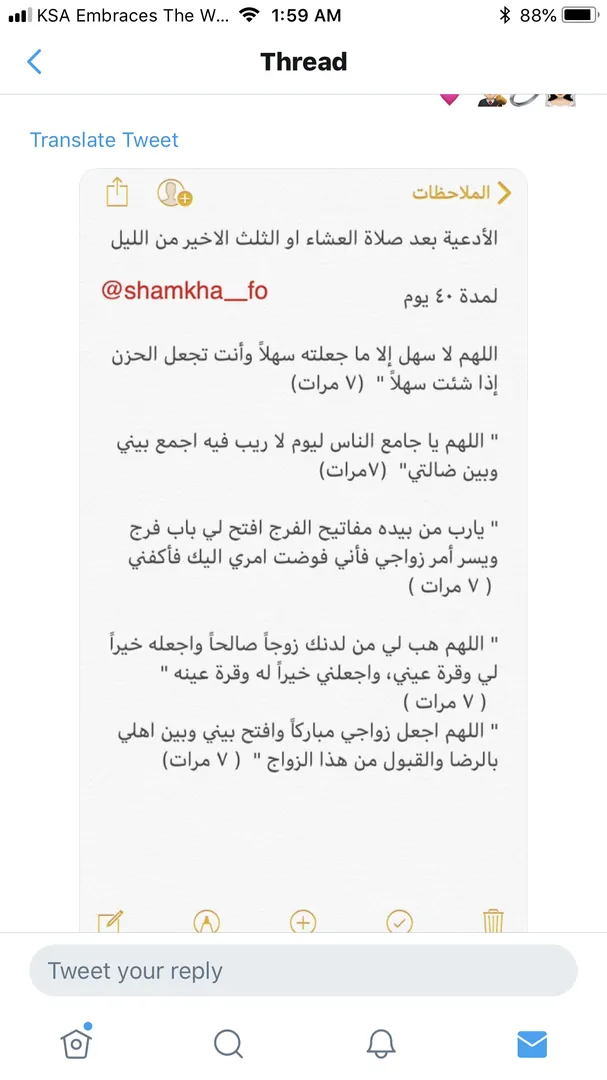 KSA Embraces The W... 1:59 AM 88%
Thread
Translate Tweet
الملاحظات
الأدعية بعد صلاة العشاء او الثلث الاخير من الليل
لمدة ٤٠ يوم
@shamkha__fo
اللهم لا سهل إلا ما جعلته سهلاً وأنت تجعل الحزن
إذا شئت سهلاً " (٧ مرات)
" اللهم يا جامع الناس ليوم لا ريب فيه اجمع بيني
وبين ضالتي" (٧مرات)
" يارب من بيده مفاتيح الفرج افتح لي باب فرج
ويسر أمر زواجي فأني فوضت امري اليك فأكفني
( ٧ مرات )
" اللهم هب لي من لدنك زوجاً صالحاً واجعله خيراً
لي وقرة عيني، واجعلني خيراً له وقرة عينه "
( ٧ مرات )
" اللهم اجعل زواجي مباركاً وافتح بيني وبين اهلي
بالرضا والقبول من هذا الزواج " ( ٧ مرات)
Tweet your reply